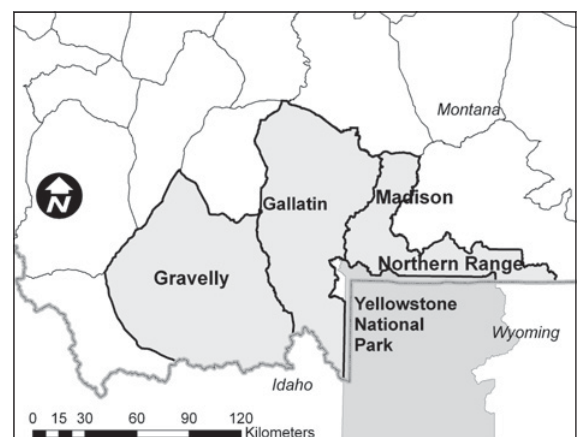 Montana
Madison
Gallatin
N
Gravelly
Northern Range
Yellowstone
National
Park
Wyoming
Idaho
0 15 30 60 90 120
Kilometers